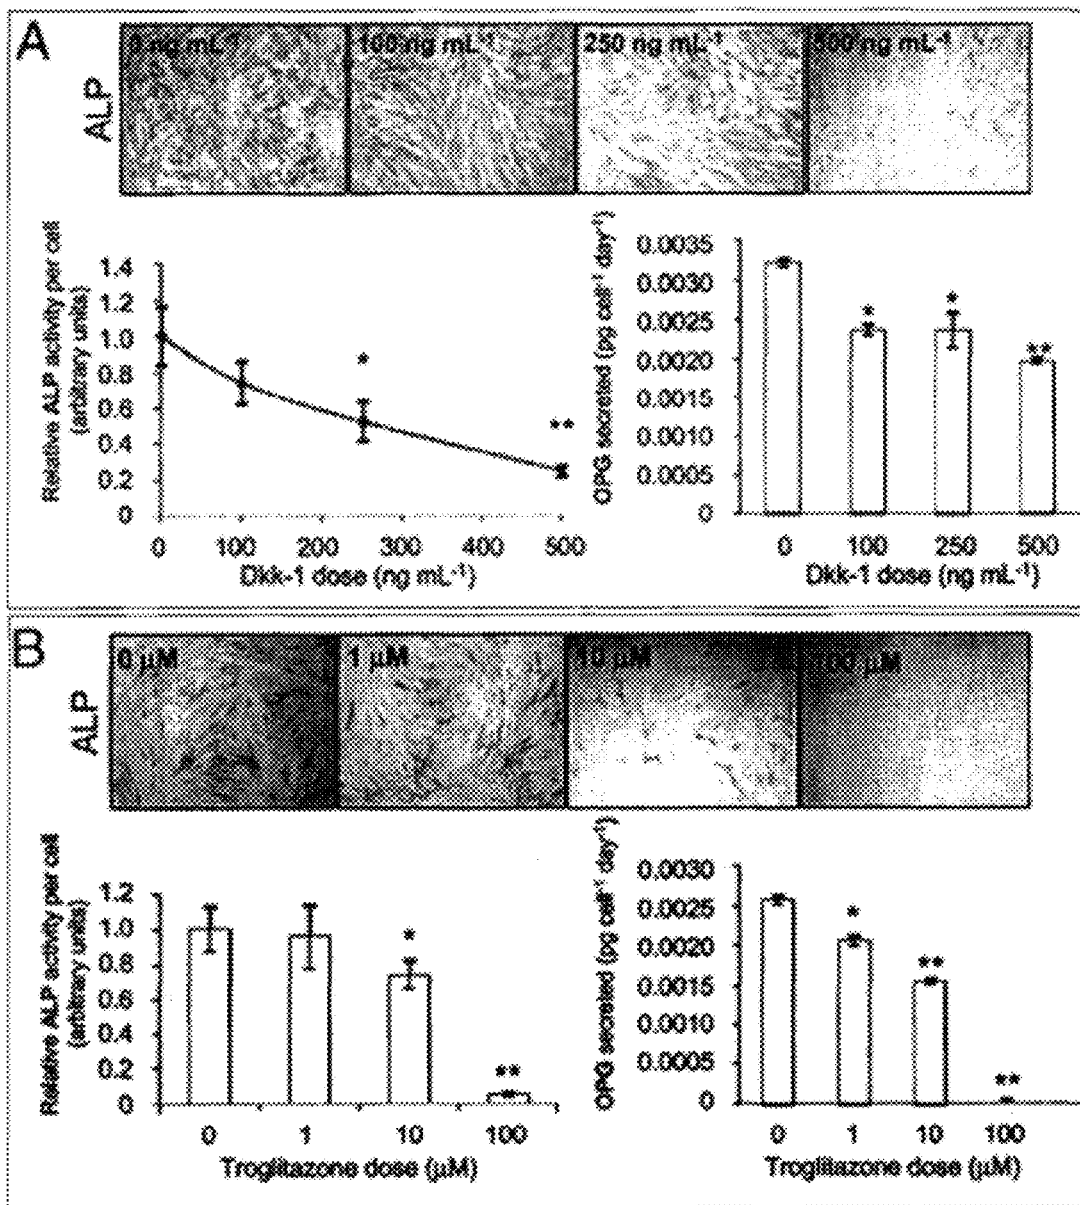 A
ALP
0 ng mL⁻¹
100 ng mL⁻¹
250 ng mL⁻¹
500 ng mL⁻¹
Relative ALP activity per cell
(arbitrary units)
1.4
1.2
1.0
0.8
0.6
0.4
0.2
0
*
**
0 100 200 300 400 500
Dkk-1 dose (ng mL⁻¹)
OPG secreted (pg cell⁻¹ day⁻¹)
0.0035
0.0030
0.0025
0.0020
0.0015
0.0010
0.0005
0
*
*
**
0 100 250 500
Dkk-1 dose (ng mL⁻¹)
B
ALP
0 µM
1 µM
10 µM
100 µM
Relative ALP activity per cell
(arbitrary units)
1.2
1.0
0.8
0.6
0.4
0.2
0
*
**
0 1 10 100
Troglitazone dose (µM)
OPG secreted (pg cell⁻¹ day⁻¹)
0.0030
0.0025
0.0020
0.0015
0.0010
0.0005
0
*
**
**
0 1 10 100
Troglitazone dose (µM)